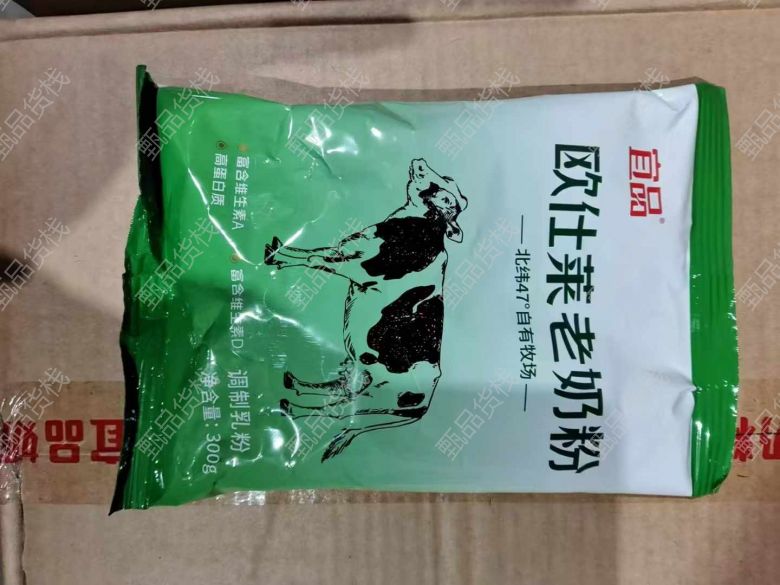 宜品®
欧仕莱老奶粉
北纬47°自有牧场
富含维生素A
富含维生素D
高蛋白质
调制乳粉
净含量：300g
宜品
甄品货栈